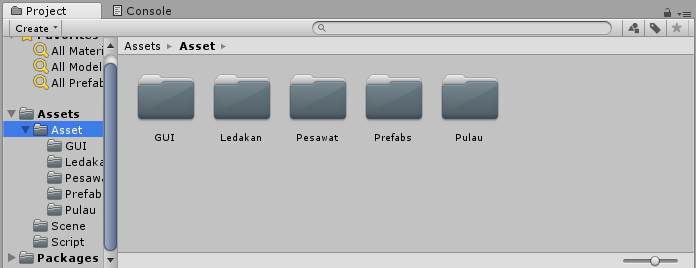 Project
Console
Create
Favorites
All Materi
All Model
All Prefab
Assets
Asset
GUI
Ledaka
Pesaw
Prefab
Pulau
Scene
Script
Packages
Assets ▸ Asset ▸
GUI
Ledakan
Pesawat
Prefabs
Pulau